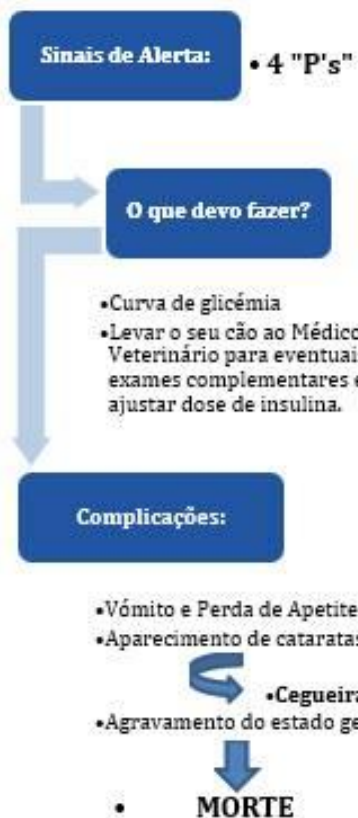 Sinais de Alerta:
• 4 "P's"
O que devo fazer?
•Curva de glicémia
•Levar o seu cão ao Médico
Veterinário para eventuai
exames complementares e
ajustar dose de insulina.
Complicações:
•Vómito e Perda de Apetite
•Aparecimento de cataratas
•Cegueira
•Agravamento do estado ge
• MORTE